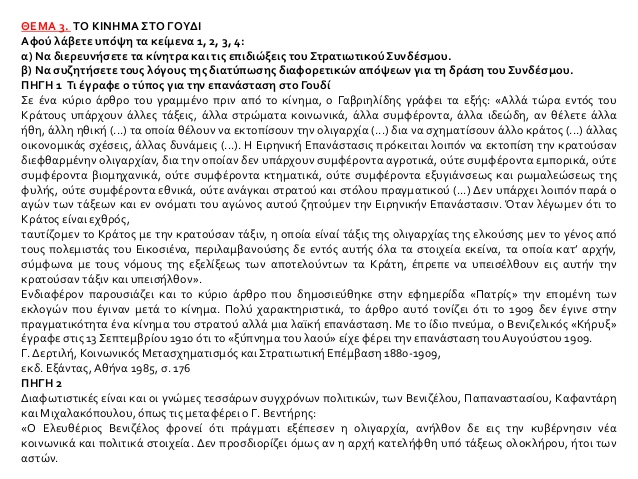 ΘΕΜΑ 3. ΤΟ ΚΙΝΗΜΑ ΣΤΟ ΓΟΥΔΙ
Αφού λάβετε υπόψη τα κείμενα 1, 2, 3, 4:
α) Να διερευνήσετε τα κίνητρα και τις επιδιώξεις του Στρατιωτικού Συνδέσμου.
β) Να συζητήσετε τους λόγους της διατύπωσης διαφορετικών απόψεων για τη δράση του Συνδέσμου.
ΠΗΓΗ 1 Τι έγραφε ο τύπος για την επανάσταση στο Γουδί
Σε ένα κύριο άρθρο του γραμμένο πριν από το κίνημα, ο Γαβριηλίδης γράφει τα εξής: «Αλλά τώρα εντός του
Κράτους υπάρχουν άλλες τάξεις, άλλα στρώματα κοινωνικά, άλλα συμφέροντα, άλλα ιδεώδη, αν θέλετε άλλα
ήθη, άλλη ηθική (...) τα οποία θέλουν να εκτοπίσουν την ολιγαρχία (...) δια να σχηματίσουν άλλο κράτος (...) άλλας
οικονομικάς σχέσεις, άλλας δυνάμεις (...). Η Ειρηνική Επανάστασις πρόκειται λοιπόν να εκτοπίση την κρατούσαν
διεφθαρμένην ολιγαρχίαν, δια την οποίαν δεν υπάρχουν συμφέροντα αγροτικά, ούτε συμφέροντα εμπορικά, ούτε
συμφέροντα βιομηχανικά, ούτε συμφέροντα κτηματικά, ούτε συμφέροντα εξυγιάνσεως και ρωμαλεώσεως της
φυλής, ούτε συμφέροντα εθνικά, ούτε ανάγκαι στρατού και στόλου πραγματικού (...) Δεν υπάρχει λοιπόν παρά ο
αγών των τάξεων και εν ονόματι του αγώνος αυτού ζητούμεν την Ειρηνικήν Επανάστασιν. Όταν λέγωμεν ότι το
Κράτος είναι εχθρός,
ταυτίζομεν το Κράτος με την κρατούσαν τάξιν, η οποία είναί τάξις της ολιγαρχίας της ελκούσης μεν το γένος από
τους πολεμιστάς του Εικοσιένα, περιλαμβανούσης δε εντός αυτής όλα τα στοιχεία εκείνα, τα οποία κατ' αρχήν,
σύμφωνα με τους νόμους της εξελίξεως των αποτελούντων τα Κράτη, έπρεπε να υπεισέλθουν εις αυτήν την
κρατούσαν τάξιν και υπεισήλθον».
Ενδιαφέρον παρουσιάζει και το κύριο άρθρο που δημοσιεύθηκε στην εφημερίδα «Πατρίς» την επομένη των
εκλογών που έγιναν μετά το κίνημα. Πολύ χαρακτηριστικά, το άρθρο αυτό τονίζει ότι το 1909 δεν έγινε στην
πραγματικότητα ένα κίνημα του στρατού αλλά μια λαϊκή επανάσταση. Με το ίδιο πνεύμα, ο Βενιζελικός «Κήρυξ»
έγραφε στις 13 Σεπτεμβρίου 1910 ότι το «ξύπνημα του λαού» είχε φέρει την επανάσταση του Αυγούστου 1909.
Γ. Δερτιλή, Κοινωνικός Μετασχηματισμός και Στρατιωτική Επέμβαση 1880-1909,
εκδ. Εξάντας, Αθήνα 1985, σ. 176
ΠΗΓΗ 2
Διαφωτιστικές είναι και οι γνώμες τεσσάρων συγχρόνων πολιτικών, των Βενιζέλου, Παπαναστασίου, Καφαντάρη
και Μιχαλακόπουλου, όπως τις μεταφέρει ο Γ. Βεντήρης:
«Ο Ελευθέριος Βενιζέλος φρονεί ότι πράγματι εξέπεσεν η ολιγαρχία, ανήλθον δε εις την κυβέρνησιν νέα
κοινωνικά και πολιτικά στοιχεία. Δεν προσδιορίζει όμως αν η αρχή κατελήφθη υπό τάξεως ολοκλήρου, ήτοι των
αστών.